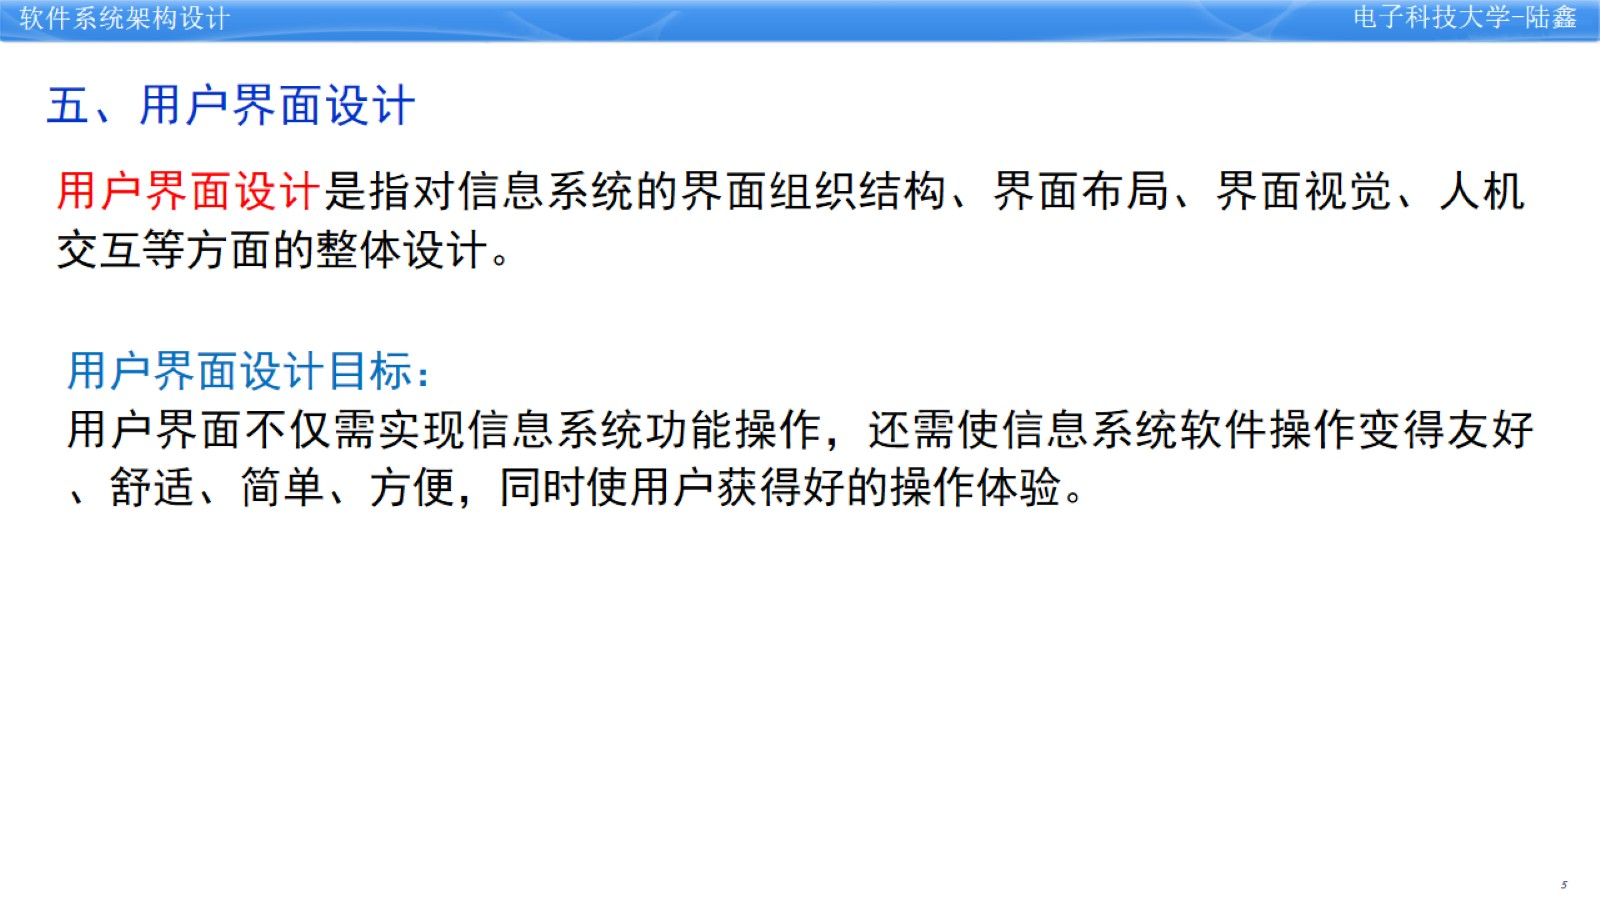 软件系统架构设计
电子科技大学-陆鑫
五、用户界面设计
用户界面设计是指对信息系统的界面组织结构、界面布局、界面视觉、人机
交互等方面的整体设计。
用户界面设计目标：
用户界面不仅需实现信息系统功能操作，还需使信息系统软件操作变得友好
、舒适、简单、方便，同时使用户获得好的操作体验。
5